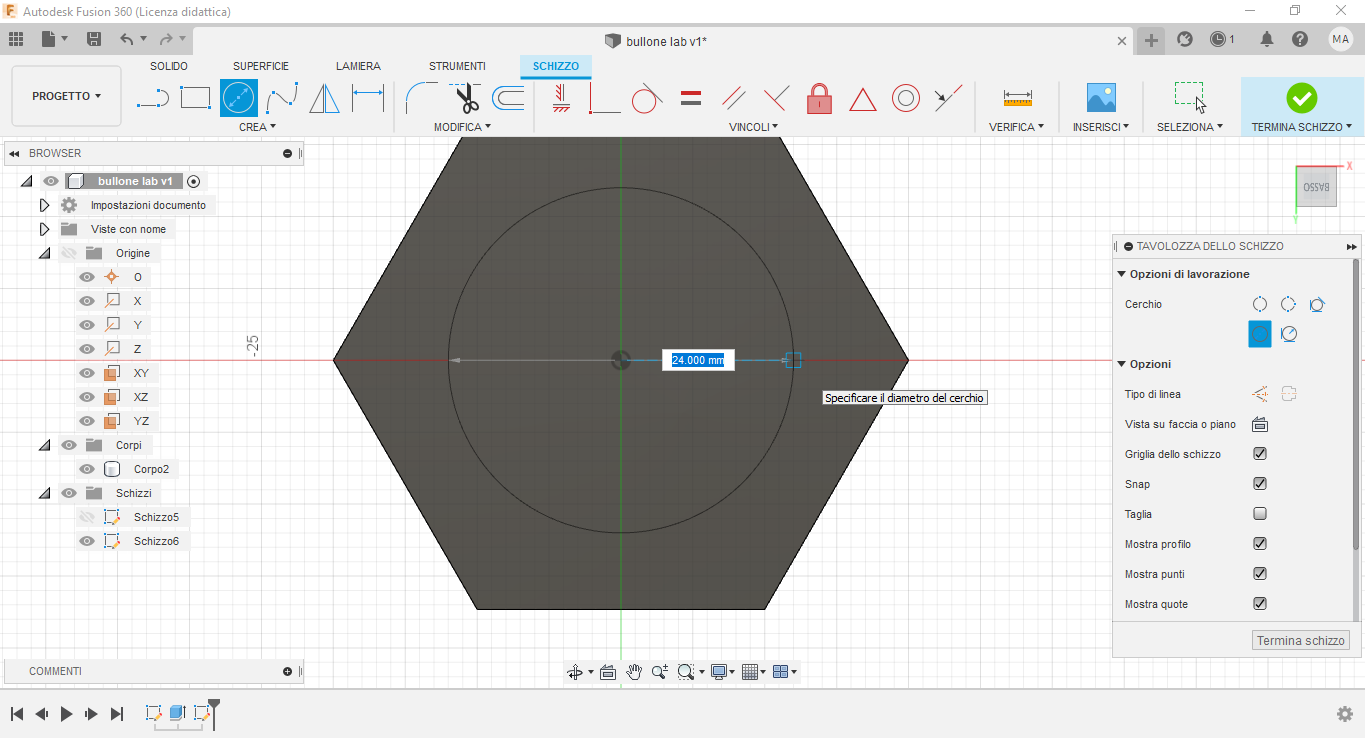 Autodesk Fusion 360 (Licenza didattica)
bullone lab v1*
1
MA
PROGETTO
SOLIDO
SUPERFICIE
LAMIERA
STRUMENTI
SCHIZZO
CREA
MODIFICA
VINCOLI
VERIFICA
INSERISCI
SELEZIONA
TERMINA SCHIZZO
BROWSER
bullone lab v1
Impostazioni documento
Viste con nome
Origine
O
X
Y
Z
XY
XZ
YZ
Corpi
Corpo2
Schizzi
Schizzo5
Schizzo6
-25
24.000 mm
Specificare il diametro del cerchio
X
BASSO
Y
TAVOLOZZA DELLO SCHIZZO
Opzioni di lavorazione
Cerchio
Opzioni
Tipo di linea
Vista su faccia o piano
Griglia dello schizzo
Snap
Taglia
Mostra profilo
Mostra punti
Mostra quote
Termina schizzo
COMMENTI